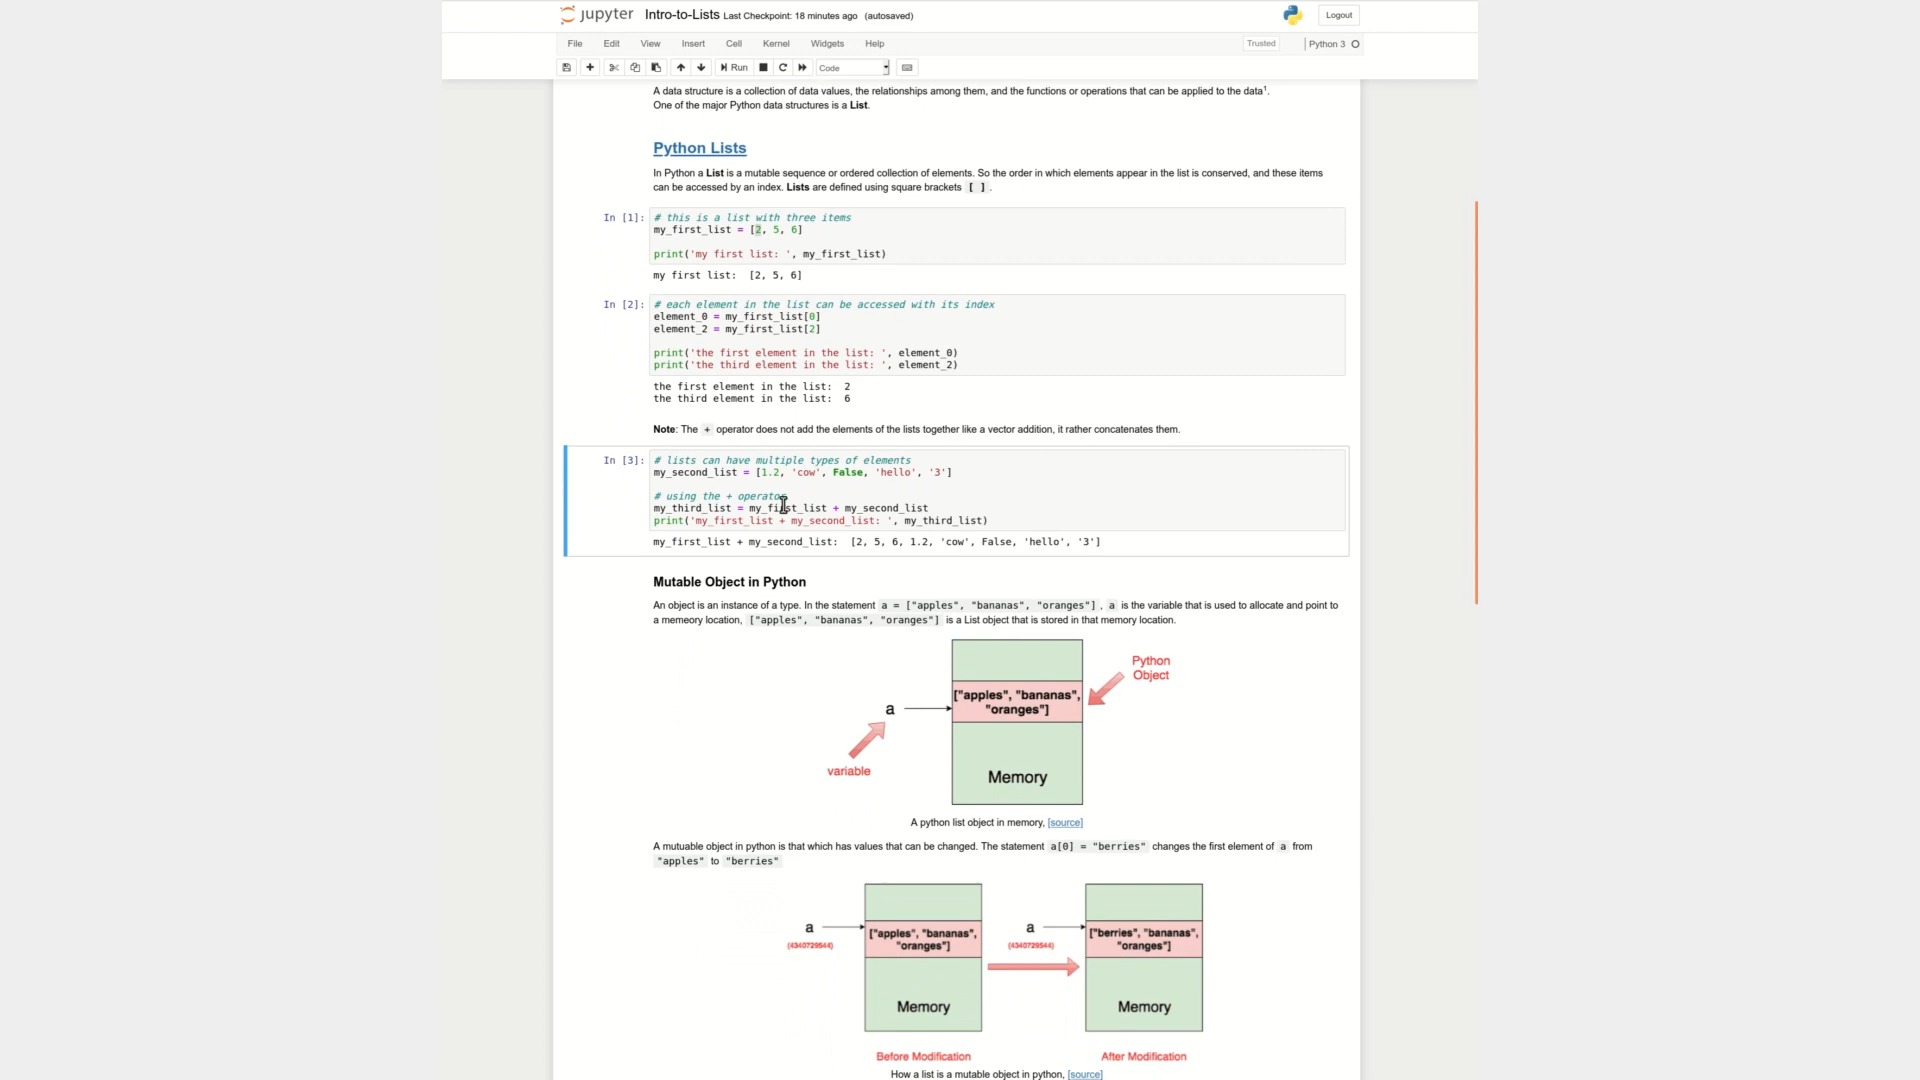 jupyter Intro-to-Lists Last Checkpoint: 18 minutes ago (autosaved) Logout
File Edit View Insert Cell Kernel Widgets Help Trusted Python 3
Run Code
A data structure is a collection of data values, the relationships among them, and the functions or operations that can be applied to the data¹.
One of the major Python data structures is a List.
Python Lists
In Python a List is a mutable sequence or ordered collection of elements. So the order in which elements appear in the list is conserved, and these items
can be accessed by an index. Lists are defined using square brackets [ ] .
In [1]: # this is a list with three items
my_first_list = [2, 5, 6]
print('my first list: ', my_first_list)
my first list:  [2, 5, 6]
In [2]: # each element in the list can be accessed with its index
element_0 = my_first_list[0]
element_2 = my_first_list[2]
print('the first element in the list: ', element_0)
print('the third element in the list: ', element_2)
the first element in the list:  2
the third element in the list:  6
Note: The + operator does not add the elements of the lists together like a vector addition, it rather concatenates them.
In [3]: # lists can have multiple types of elements
my_second_list = [1.2, 'cow', False, 'hello', '3']
# using the + operator
my_third_list = my_first_list + my_second_list
print('my_first_list + my_second_list: ', my_third_list)
my_first_list + my_second_list:  [2, 5, 6, 1.2, 'cow', False, 'hello', '3']
Mutable Object in Python
An object is an instance of a type. In the statement a = ["apples", "bananas", "oranges"] , a is the variable that is used to allocate and point to
a memeory location, ["apples", "bananas", "oranges"] is a List object that is stored in that memory location.
Python
Object
["apples", "bananas",
"oranges"]
a
variable
Memory
A python list object in memory, [source]
A mutuable object in python is that which has values that can be changed. The statement a[0] = "berries" changes the first element of a from
"apples" to "berries"
a
(4340729544)
["apples", "bananas",
"oranges"]
Memory
Before Modification
a
(4340729544)
["berries", "bananas",
"oranges"]
Memory
After Modification
How a list is a mutable object in python, [source]